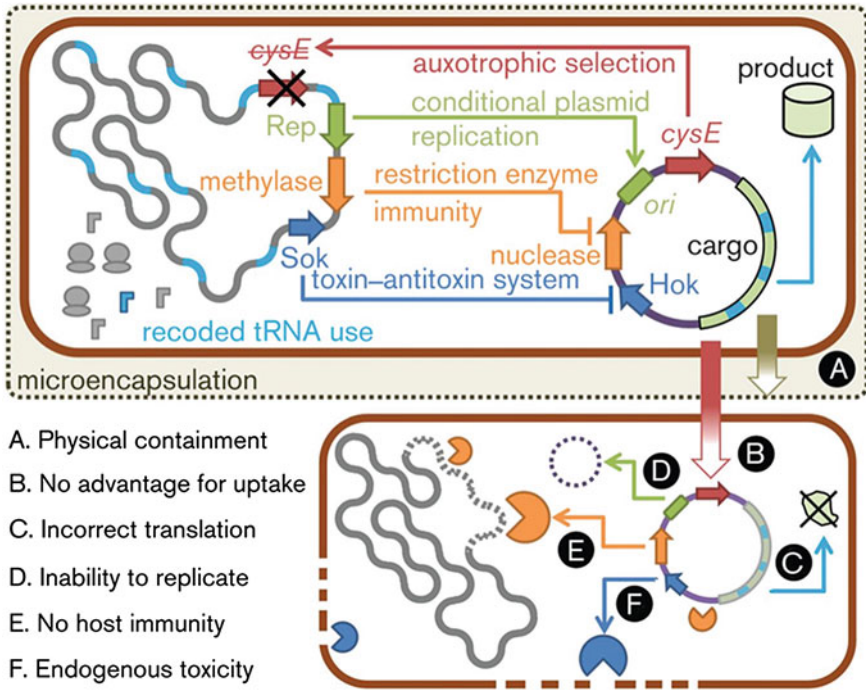 cysE
auxotrophic selection
product
Rep
conditional plasmid
replication
cysE
methylase
restriction enzyme
immunity
ori
cargo
nuclease
Sok
toxin–antitoxin system
Hok
recoded tRNA use
microencapsulation
A
A. Physical containment
B. No advantage for uptake
C. Incorrect translation
D. Inability to replicate
E. No host immunity
F. Endogenous toxicity
B
D
C
E
F